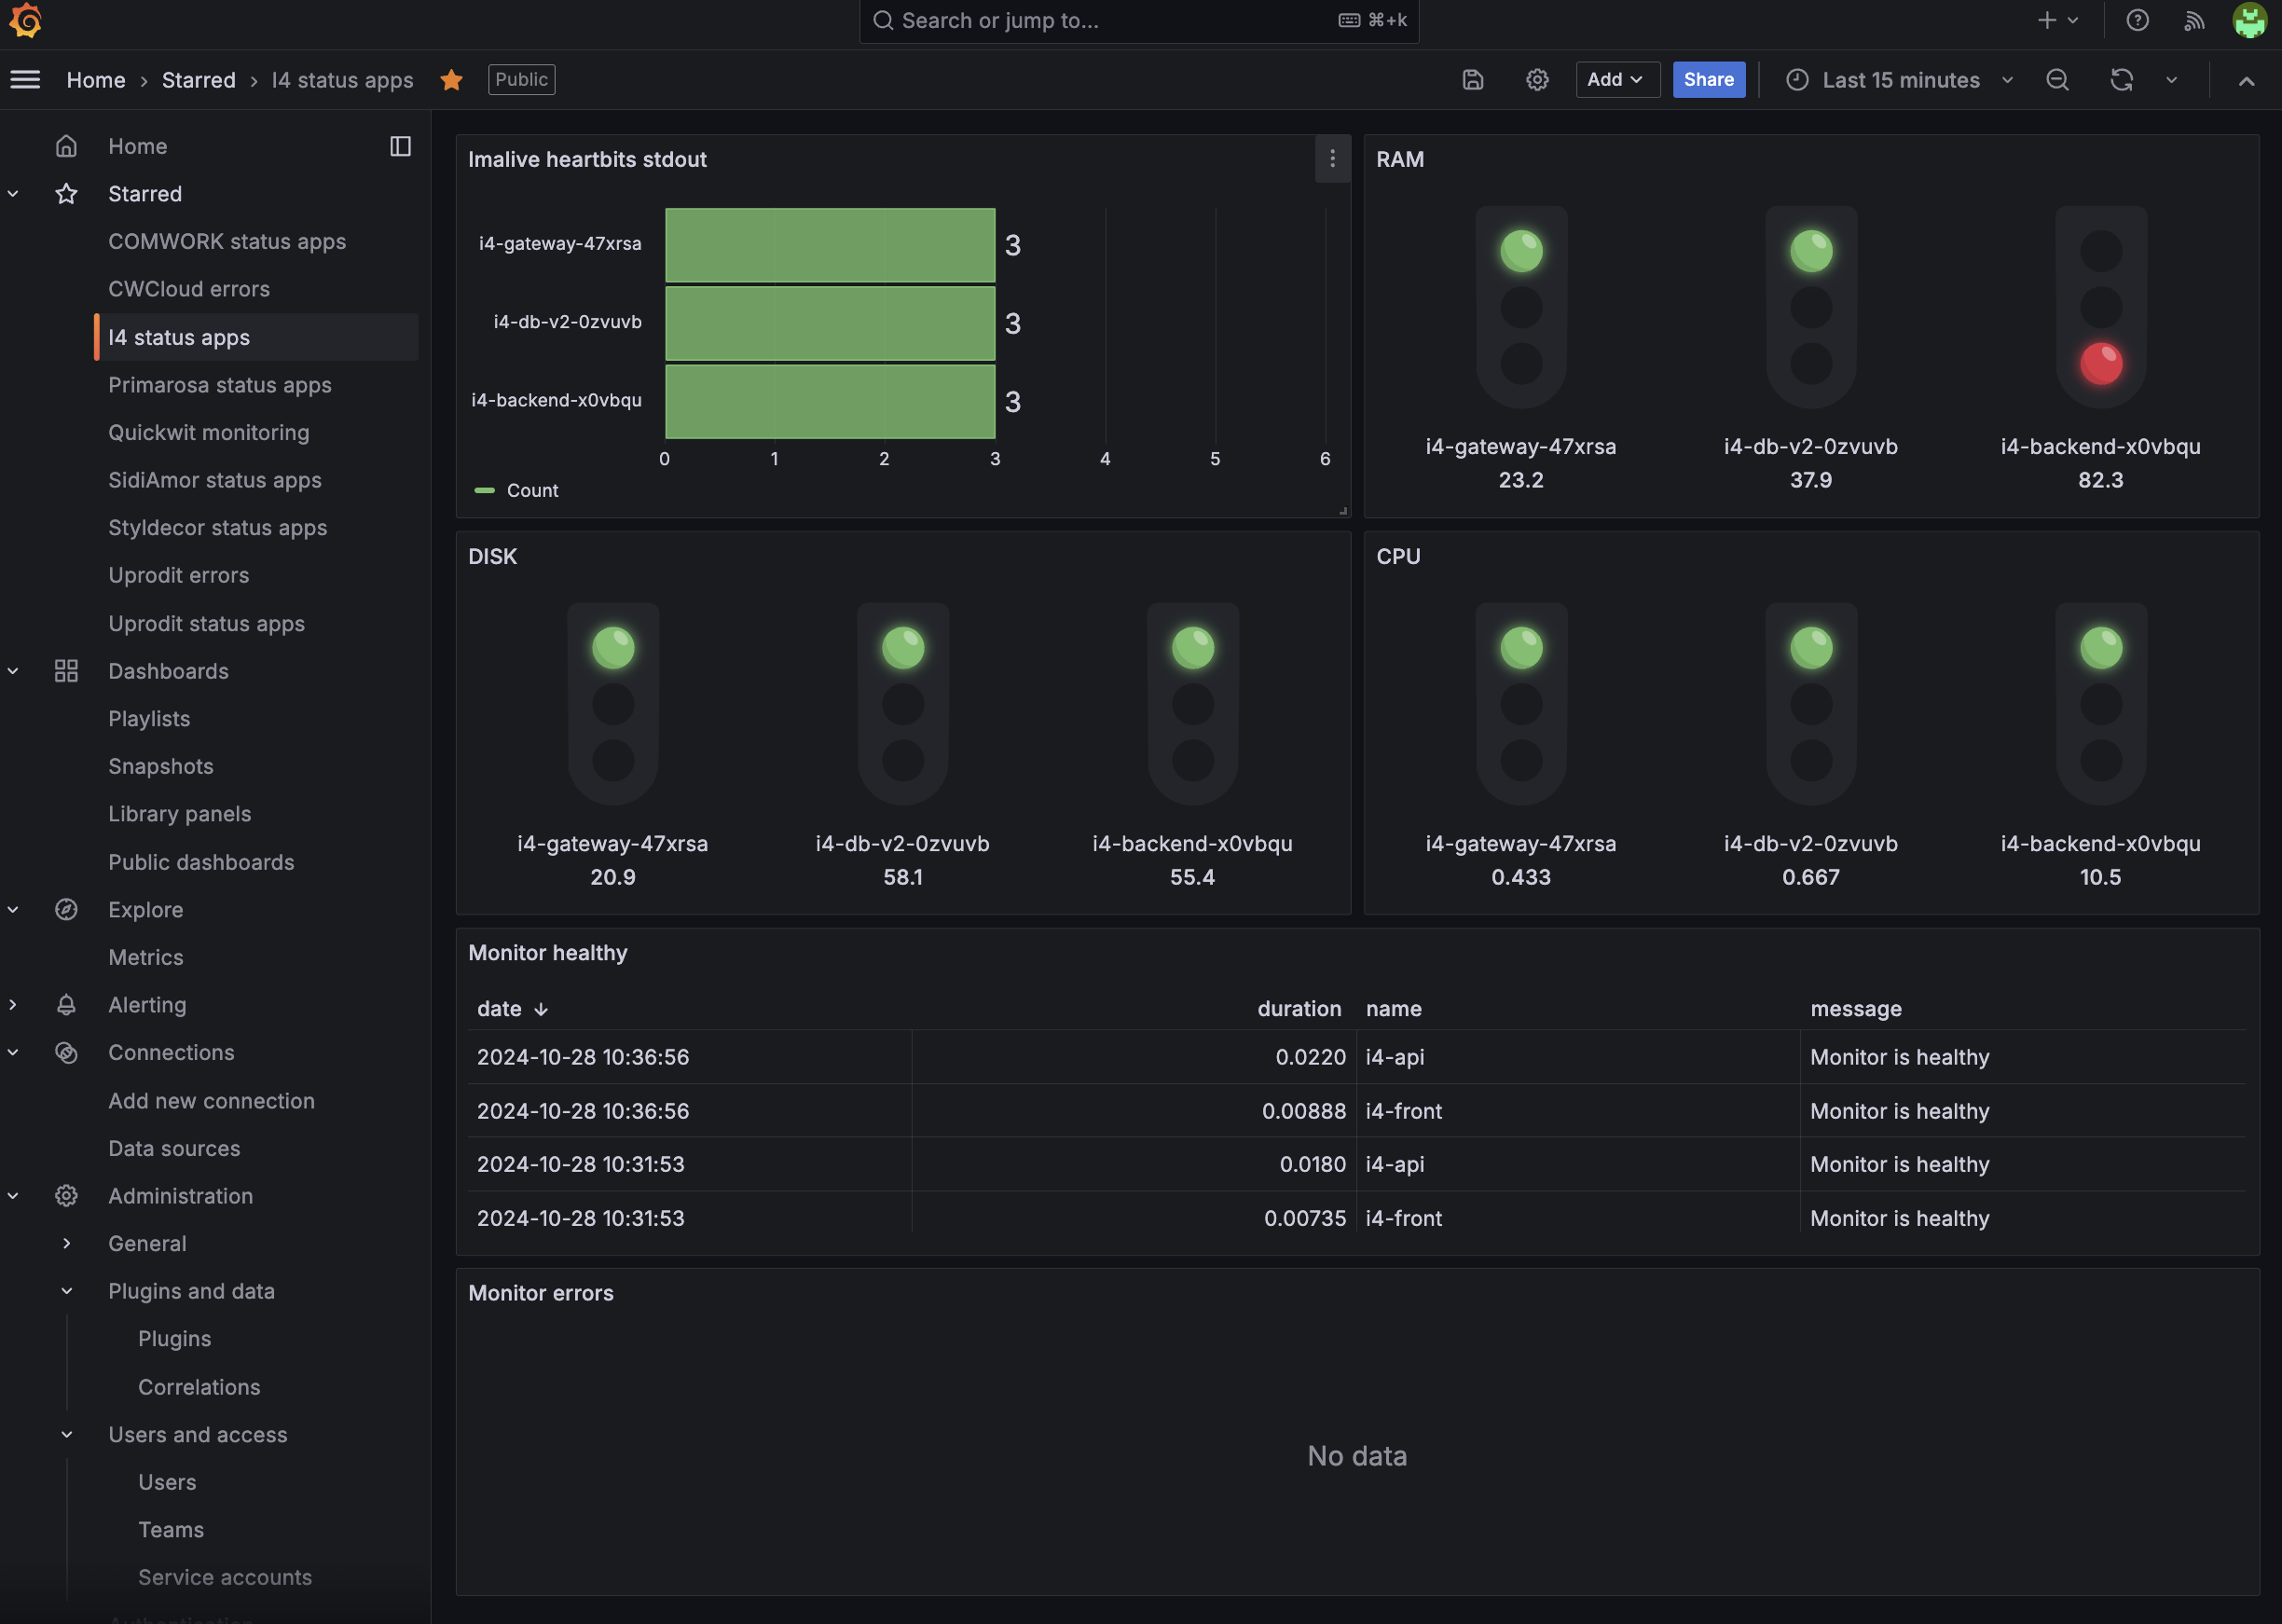 Search or jump to...
⌘+k
Home › Starred › I4 status apps
Public
Add
Share
Last 15 minutes
Home
Starred
COMWORK status apps
CWCloud errors
I4 status apps
Primarosa status apps
Quickwit monitoring
SidiAmor status apps
Styldecor status apps
Uprodit errors
Uprodit status apps
Dashboards
Playlists
Snapshots
Library panels
Public dashboards
Explore
Metrics
Alerting
Connections
Add new connection
Data sources
Administration
General
Plugins and data
Plugins
Correlations
Users and access
Users
Teams
Service accounts
Authentication
Imalive heartbits stdout
i4-gateway-47xrsa 3
i4-db-v2-0zvuvb 3
i4-backend-x0vbqu 3
0 1 2 3 4 5 6
Count
RAM
i4-gateway-47xrsa i4-db-v2-0zvuvb i4-backend-x0vbqu
23.2 37.9 82.3
DISK
i4-gateway-47xrsa i4-db-v2-0zvuvb i4-backend-x0vbqu
20.9 58.1 55.4
CPU
i4-gateway-47xrsa i4-db-v2-0zvuvb i4-backend-x0vbqu
0.433 0.667 10.5
Monitor healthy
date duration name message
2024-10-28 10:36:56 0.0220 i4-api Monitor is healthy
2024-10-28 10:36:56 0.00888 i4-front Monitor is healthy
2024-10-28 10:31:53 0.0180 i4-api Monitor is healthy
2024-10-28 10:31:53 0.00735 i4-front Monitor is healthy
Monitor errors
No data